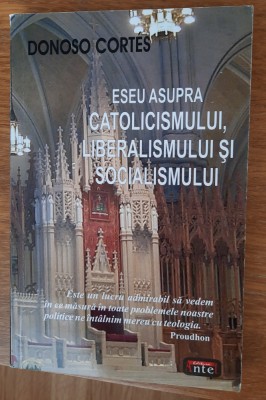 DONOSO CORTES
ESEU ASUPRA
CATOLICISMULUI,
LIBERALISMULUI ŞI
SOCIALISMULUI
Este un lucru admirabil să vedem
în ce măsură în toate problemele noastre
politice ne întâlnim mereu cu teologia.
Proudhon
nte